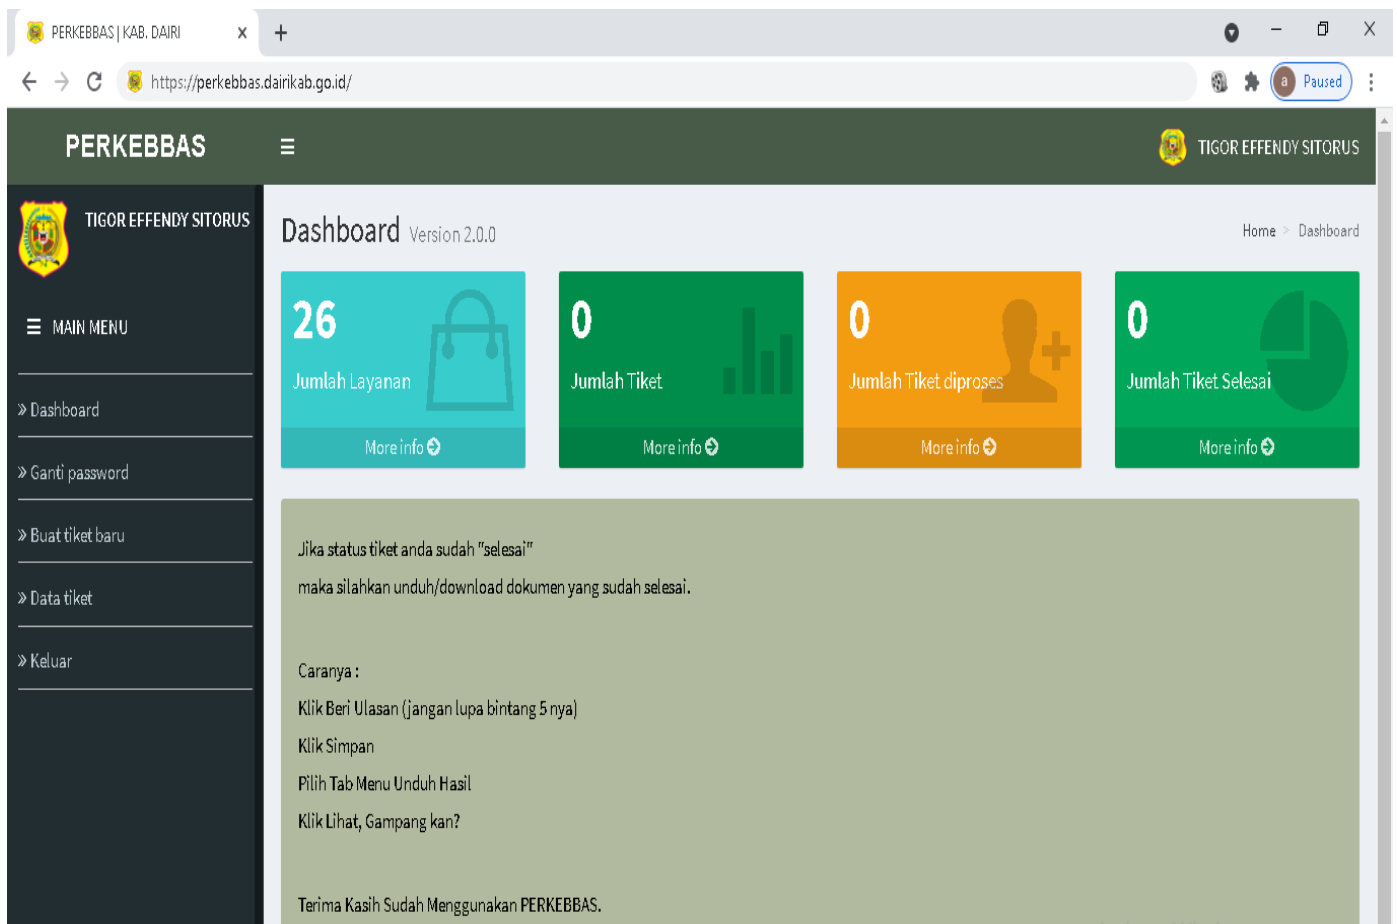 PERKEBBAS | KAB. DAIRI
https://perkebbas.dairikab.go.id/
a Paused
PERKEBBAS
TIGOR EFFENDY SITORUS
TIGOR EFFENDY SITORUS
MAIN MENU
» Dashboard
» Ganti password
» Buat tiket baru
» Data tiket
» Keluar
Dashboard Version 2.0.0
Home > Dashboard
26
Jumlah Layanan
More info
0
Jumlah Tiket
More info
0
Jumlah Tiket diproses
More info
0
Jumlah Tiket Selesai
More info
Jika status tiket anda sudah "selesai"
maka silahkan unduh/download dokumen yang sudah selesai.
Caranya :
Klik Beri Ulasan (jangan lupa bintang 5 nya)
Klik Simpan
Pilih Tab Menu Unduh Hasil
Klik Lihat, Gampang kan?
Terima Kasih Sudah Menggunakan PERKEBBAS.